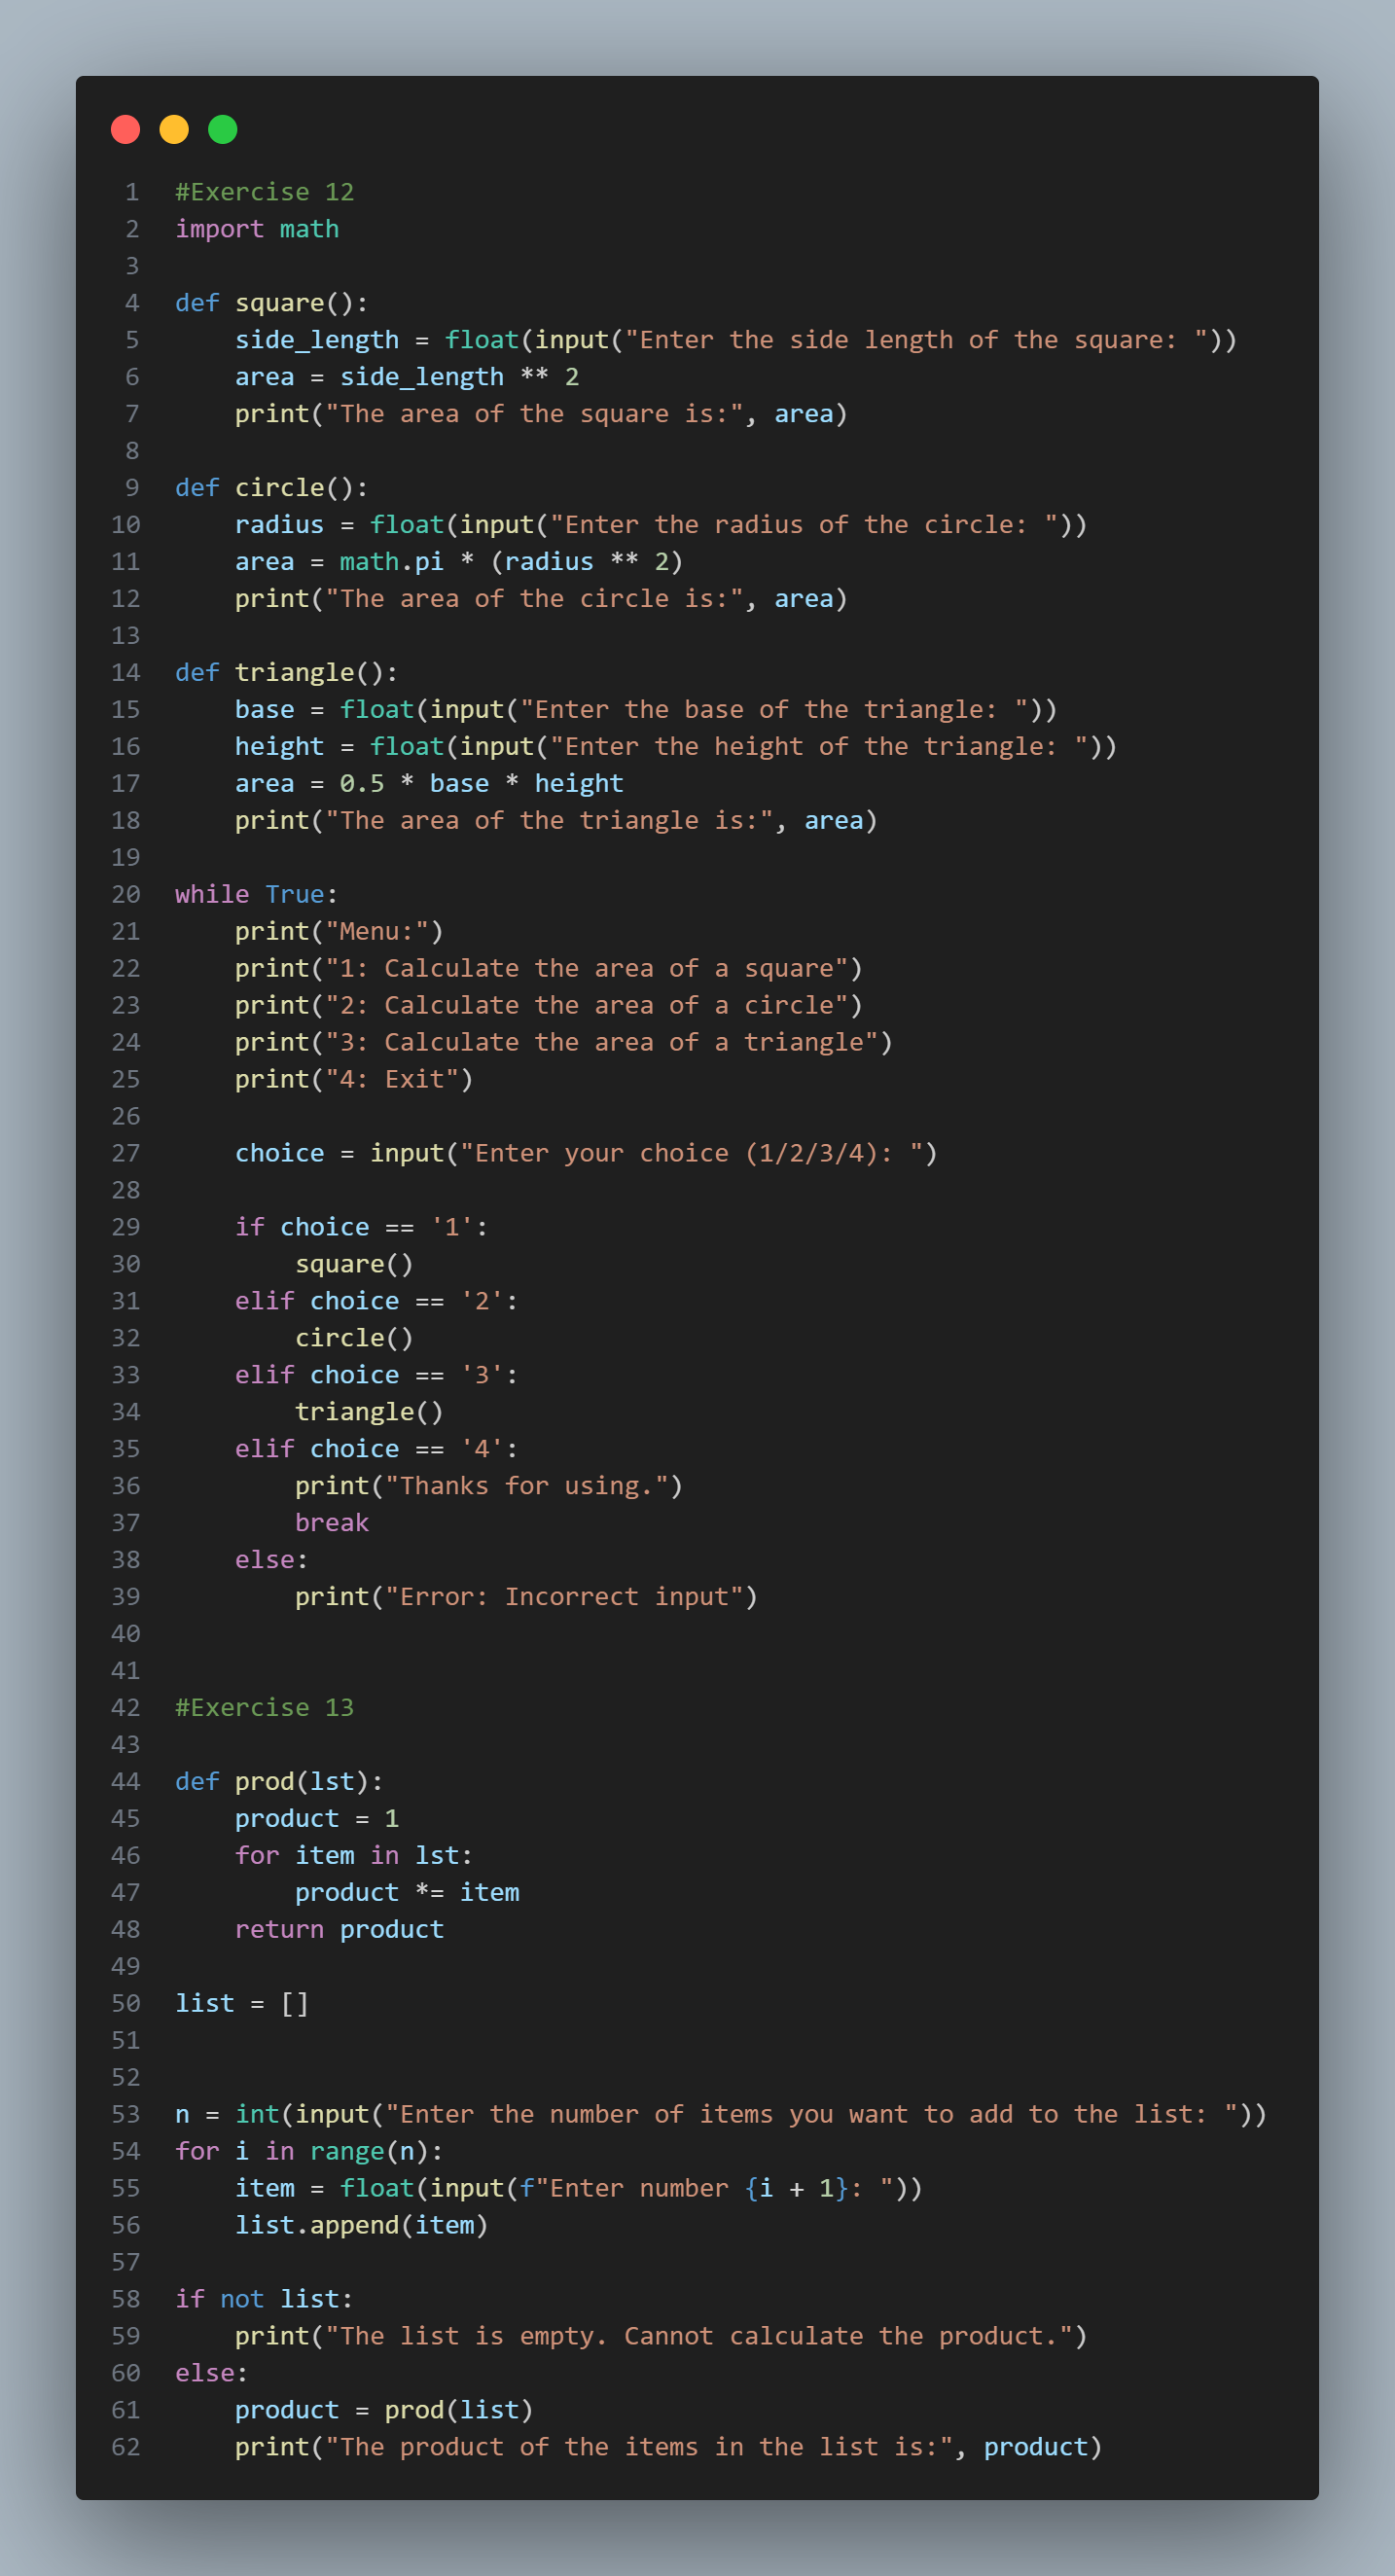 1 #Exercise 12
2 import math
3
4 def square():
5     side_length = float(input("Enter the side length of the square: "))
6     area = side_length ** 2
7     print("The area of the square is:", area)
8
9 def circle():
10     radius = float(input("Enter the radius of the circle: "))
11     area = math.pi * (radius ** 2)
12     print("The area of the circle is:", area)
13
14 def triangle():
15     base = float(input("Enter the base of the triangle: "))
16     height = float(input("Enter the height of the triangle: "))
17     area = 0.5 * base * height
18     print("The area of the triangle is:", area)
19
20 while True:
21     print("Menu:")
22     print("1: Calculate the area of a square")
23     print("2: Calculate the area of a circle")
24     print("3: Calculate the area of a triangle")
25     print("4: Exit")
26
27     choice = input("Enter your choice (1/2/3/4): ")
28
29     if choice == '1':
30         square()
31     elif choice == '2':
32         circle()
33     elif choice == '3':
34         triangle()
35     elif choice == '4':
36         print("Thanks for using.")
37         break
38     else:
39         print("Error: Incorrect input")
40
41
42 #Exercise 13
43
44 def prod(lst):
45     product = 1
46     for item in lst:
47         product *= item
48     return product
49
50 list = []
51
52
53 n = int(input("Enter the number of items you want to add to the list: "))
54 for i in range(n):
55     item = float(input(f"Enter number {i + 1}: "))
56     list.append(item)
57
58 if not list:
59     print("The list is empty. Cannot calculate the product.")
60 else:
61     product = prod(list)
62     print("The product of the items in the list is:", product)